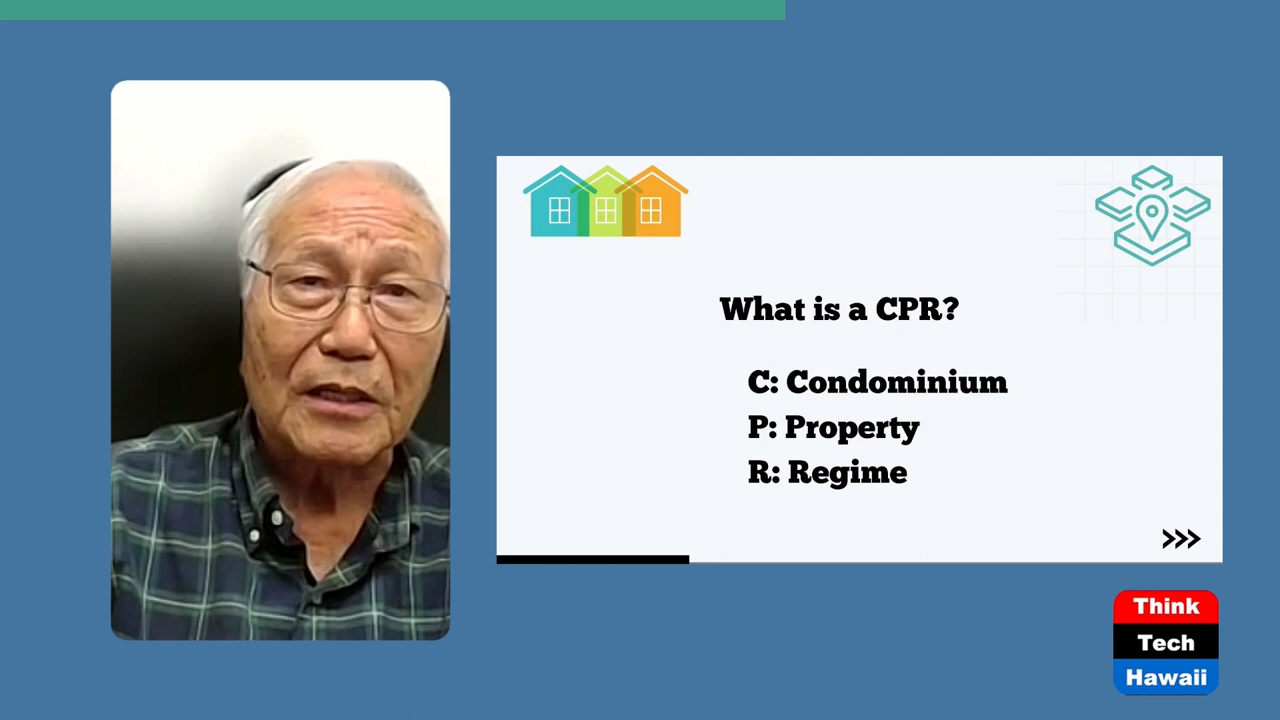 What is a CPR?
C: Condominium
P: Property
R: Regime
Think
Tech
Hawaii